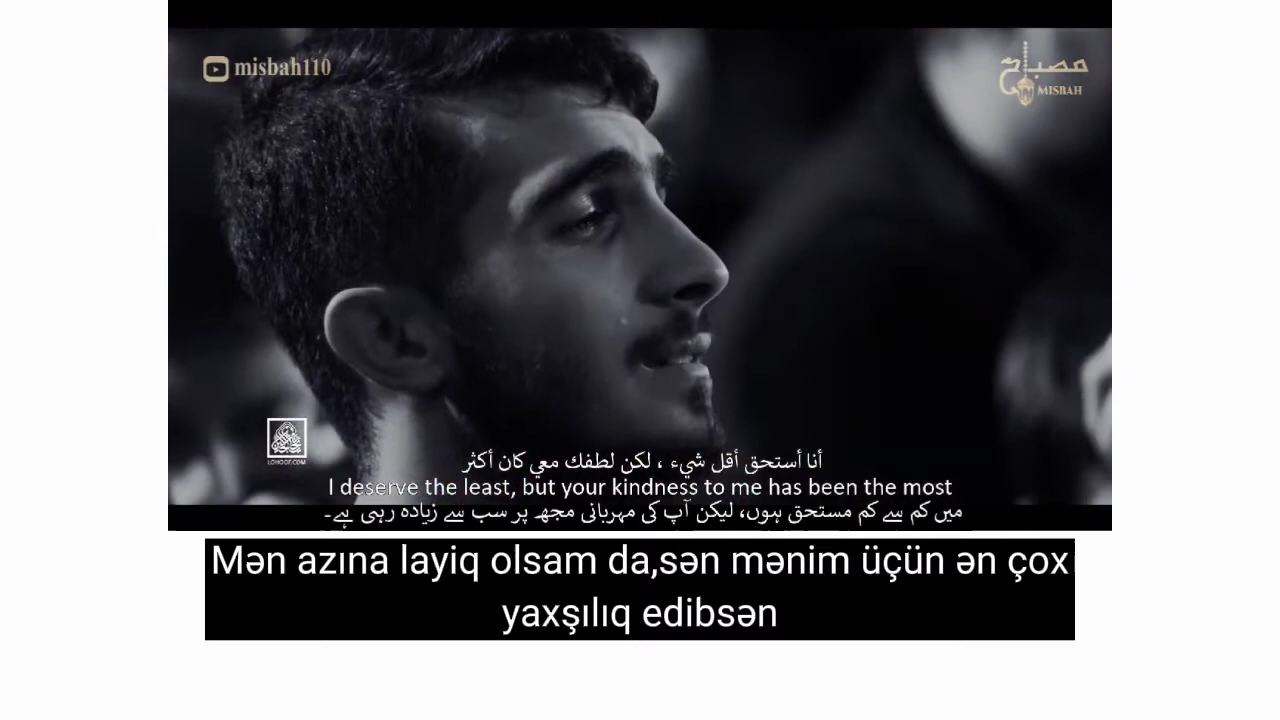 misbah110
مصباح
MISBAH
LOHOOF.COM
أنا أستحق أقل شيء ، لكن لطفك معي كان أكثر
I deserve the least, but your kindness to me has been the most
میں کم سے کم مستحق ہوں، لیکن آپ کی مہربانی مجھ پر سب سے زیادہ رہی ہے۔
Mən azına layiq olsam da,sən mənim üçün ən çox
yaxşılıq edibsən